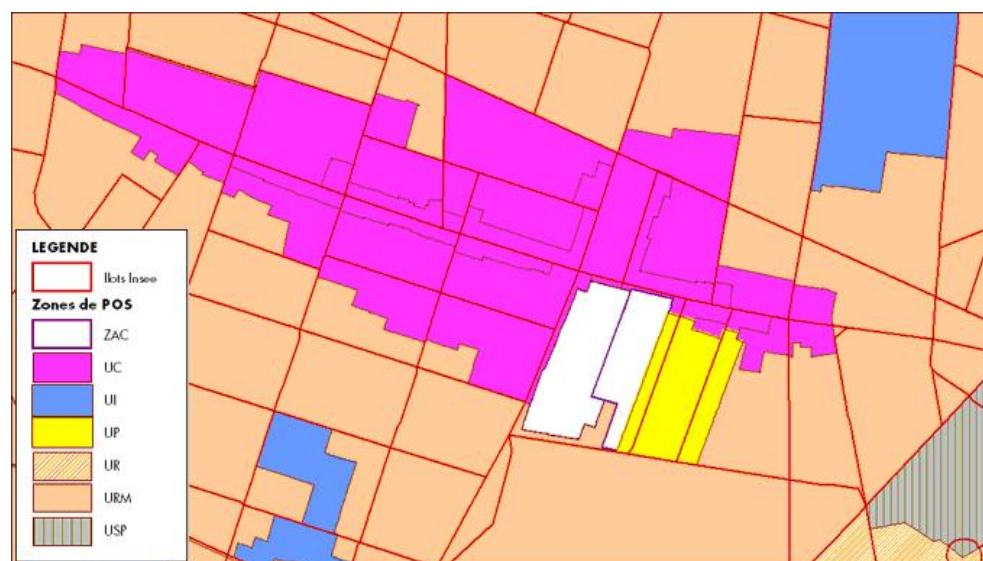 LEGENDE
Ilots Insee
Zones de POS
ZAC
UC
UI
UP
UR
URM
USP